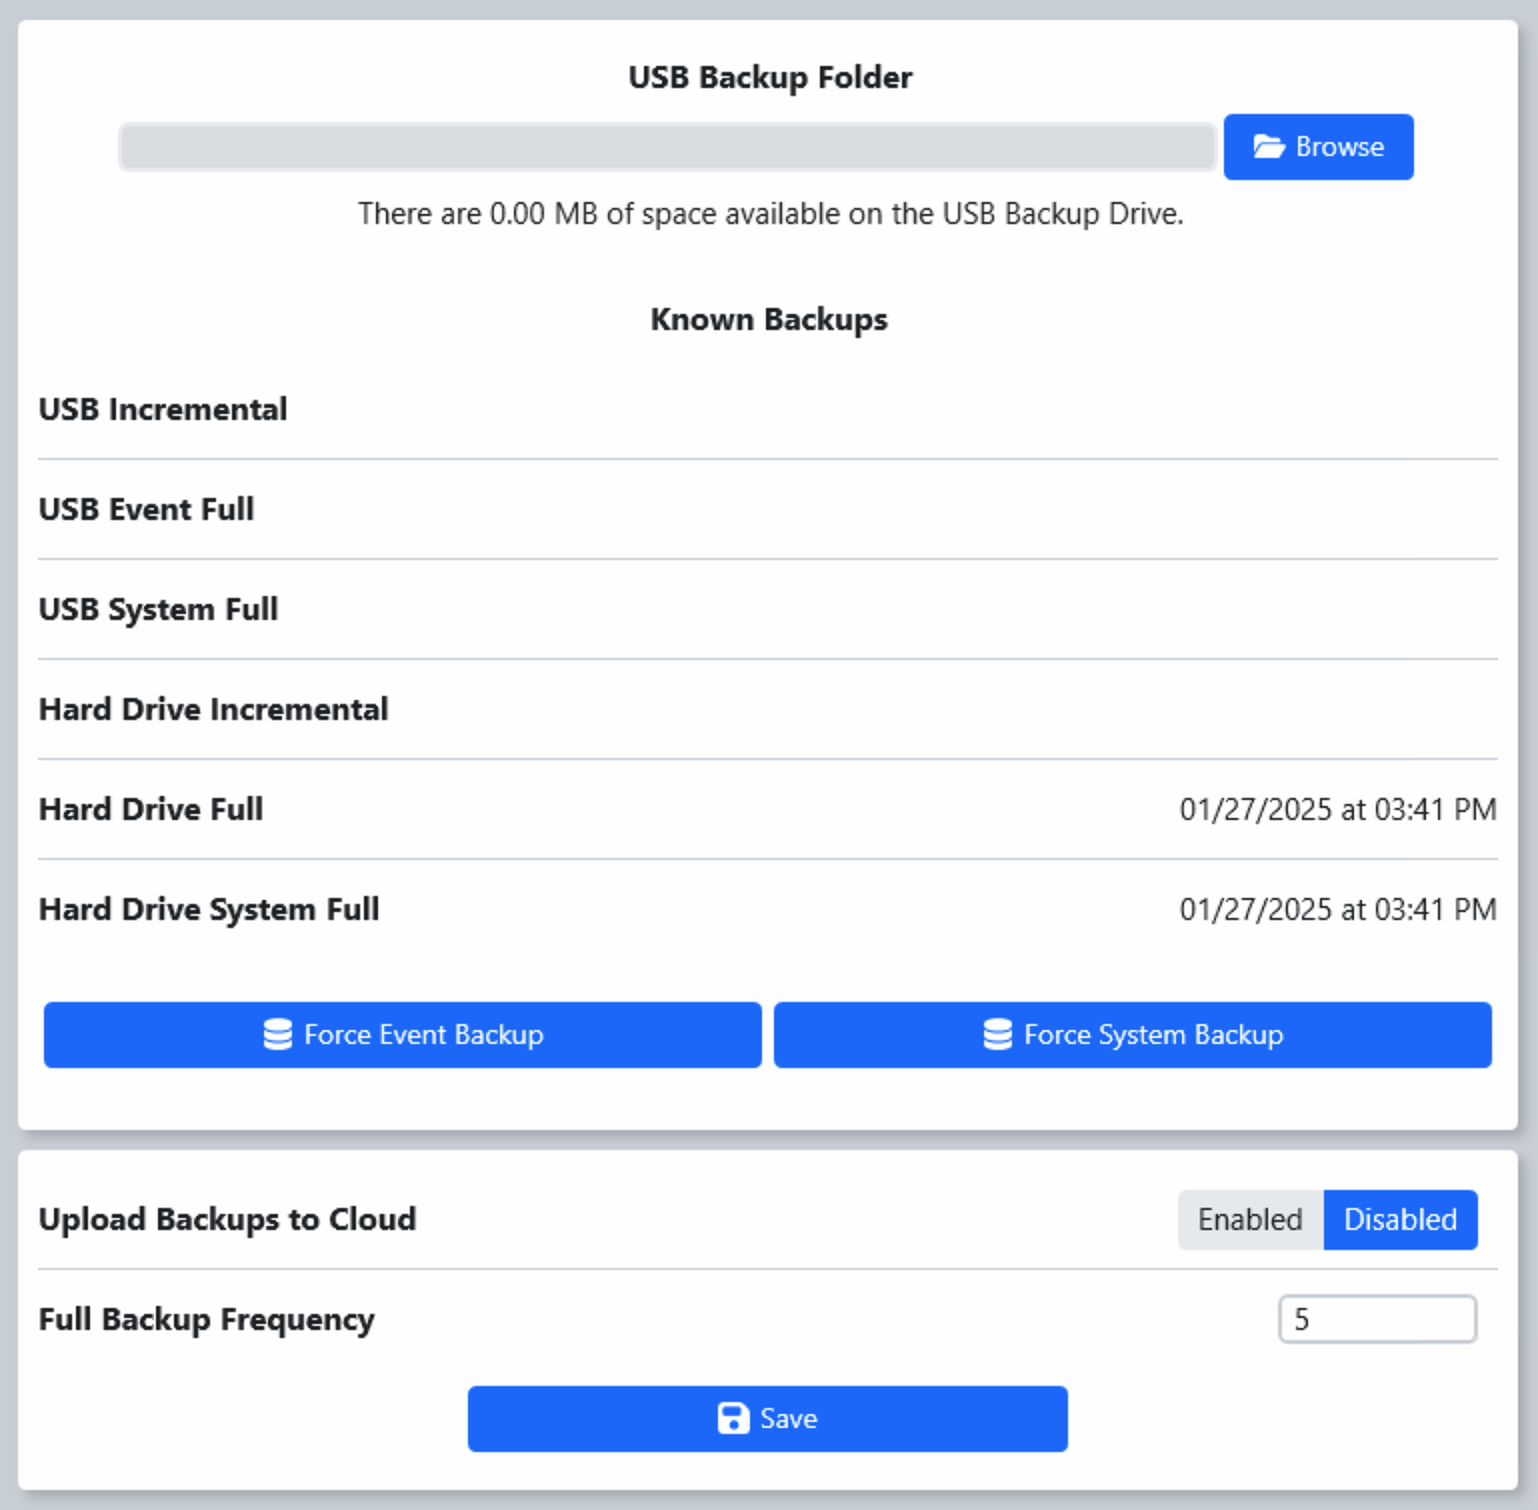 USB Backup Folder
Browse
There are 0.00 MB of space available on the USB Backup Drive.
Known Backups
USB Incremental
USB Event Full
USB System Full
Hard Drive Incremental
Hard Drive Full 01/27/2025 at 03:41 PM
Hard Drive System Full 01/27/2025 at 03:41 PM
Force Event Backup Force System Backup
Upload Backups to Cloud Enabled Disabled
Full Backup Frequency 5
Save